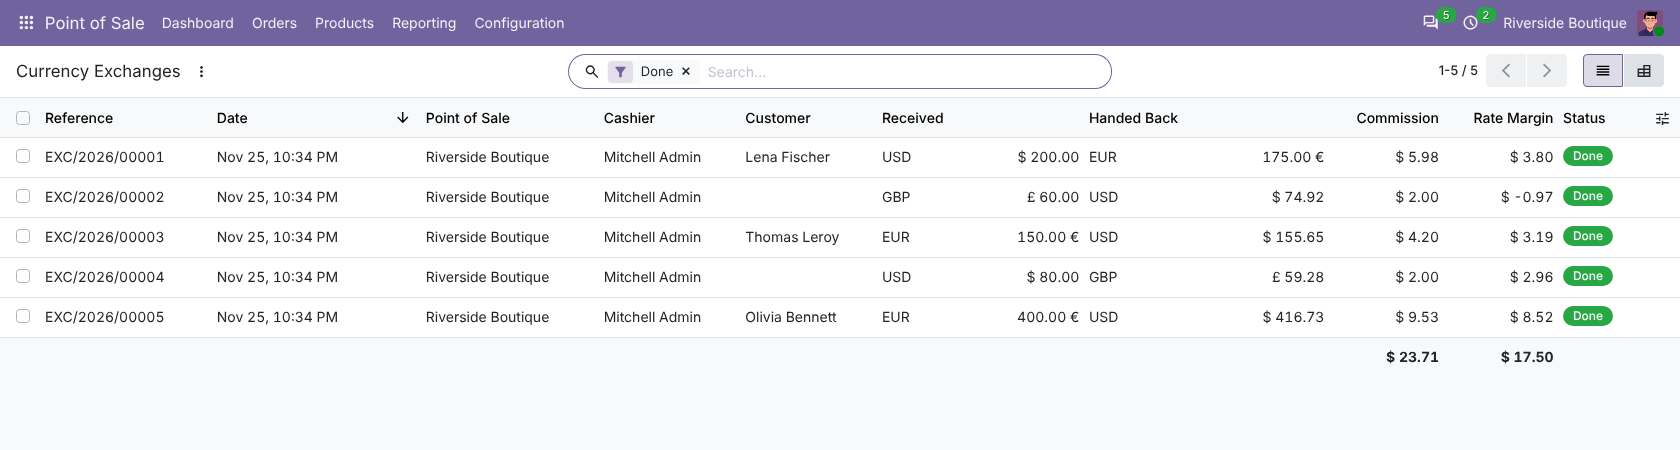 Point of Sale Dashboard Orders Products Reporting Configuration 5 2 Riverside Boutique
Currency Exchanges Done Search... 1-5 / 5
Reference Date Point of Sale Cashier Customer Received Handed Back Commission Rate Margin Status
EXC/2026/00001 Nov 25, 10:34 PM Riverside Boutique Mitchell Admin Lena Fischer USD $ 200.00 EUR 175.00 € $ 5.98 $ 3.80 Done
EXC/2026/00002 Nov 25, 10:34 PM Riverside Boutique Mitchell Admin GBP £ 60.00 USD $ 74.92 $ 2.00 $ -0.97 Done
EXC/2026/00003 Nov 25, 10:34 PM Riverside Boutique Mitchell Admin Thomas Leroy EUR 150.00 € USD $ 155.65 $ 4.20 $ 3.19 Done
EXC/2026/00004 Nov 25, 10:34 PM Riverside Boutique Mitchell Admin USD $ 80.00 GBP £ 59.28 $ 2.00 $ 2.96 Done
EXC/2026/00005 Nov 25, 10:34 PM Riverside Boutique Mitchell Admin Olivia Bennett EUR 400.00 € USD $ 416.73 $ 9.53 $ 8.52 Done
$ 23.71 $ 17.50